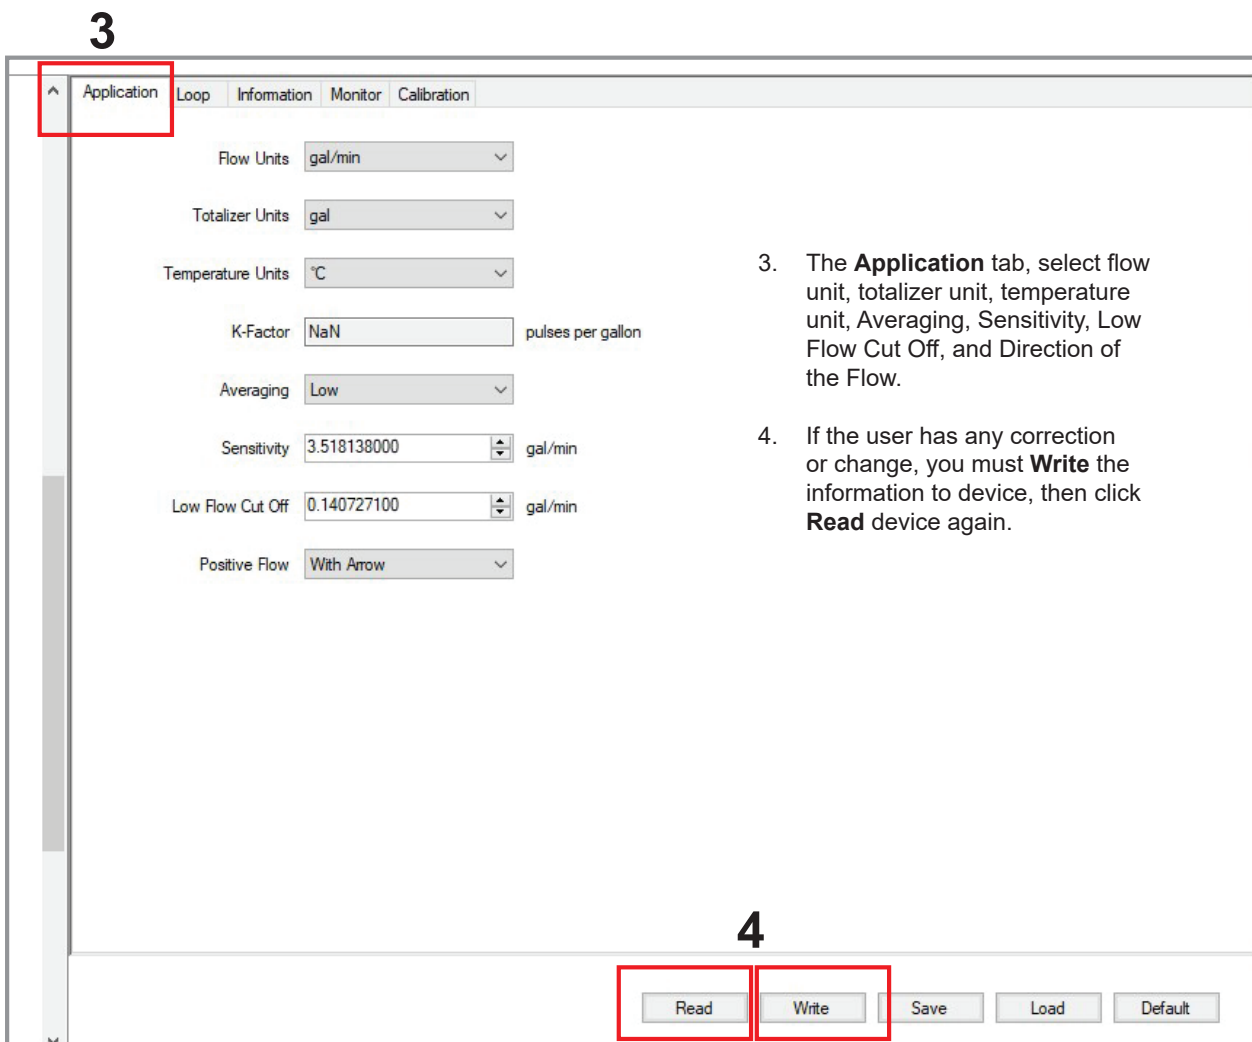 3
Application Loop Information Monitor Calibration
Flow Units gal/min
Totalizer Units gal
Temperature Units °C
K-Factor NaN pulses per gallon
Averaging Low
Sensitivity 3.518138000 gal/min
Low Flow Cut Off 0.140727100 gal/min
Positive Flow With Arrow
3. The Application tab, select flow
unit, totalizer unit, temperature
unit, Averaging, Sensitivity, Low
Flow Cut Off, and Direction of
the Flow.
4. If the user has any correction
or change, you must Write the
information to device, then click
Read device again.
4
Read Write Save Load Default